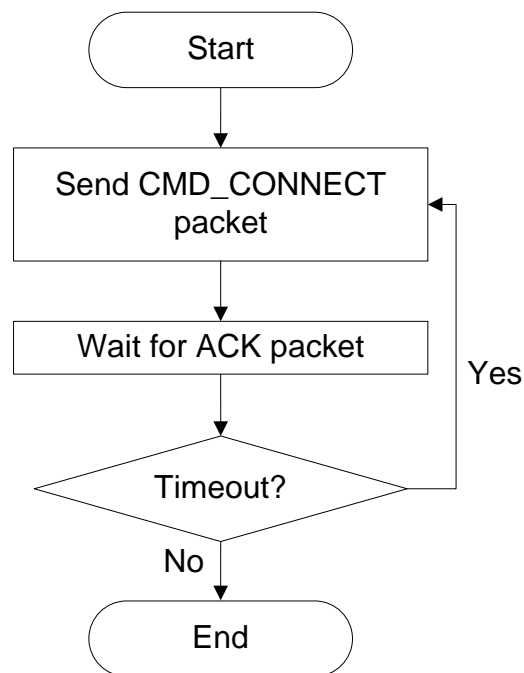 Start
Send CMD_CONNECT
packet
Wait for ACK packet
Yes
Timeout?
No
End